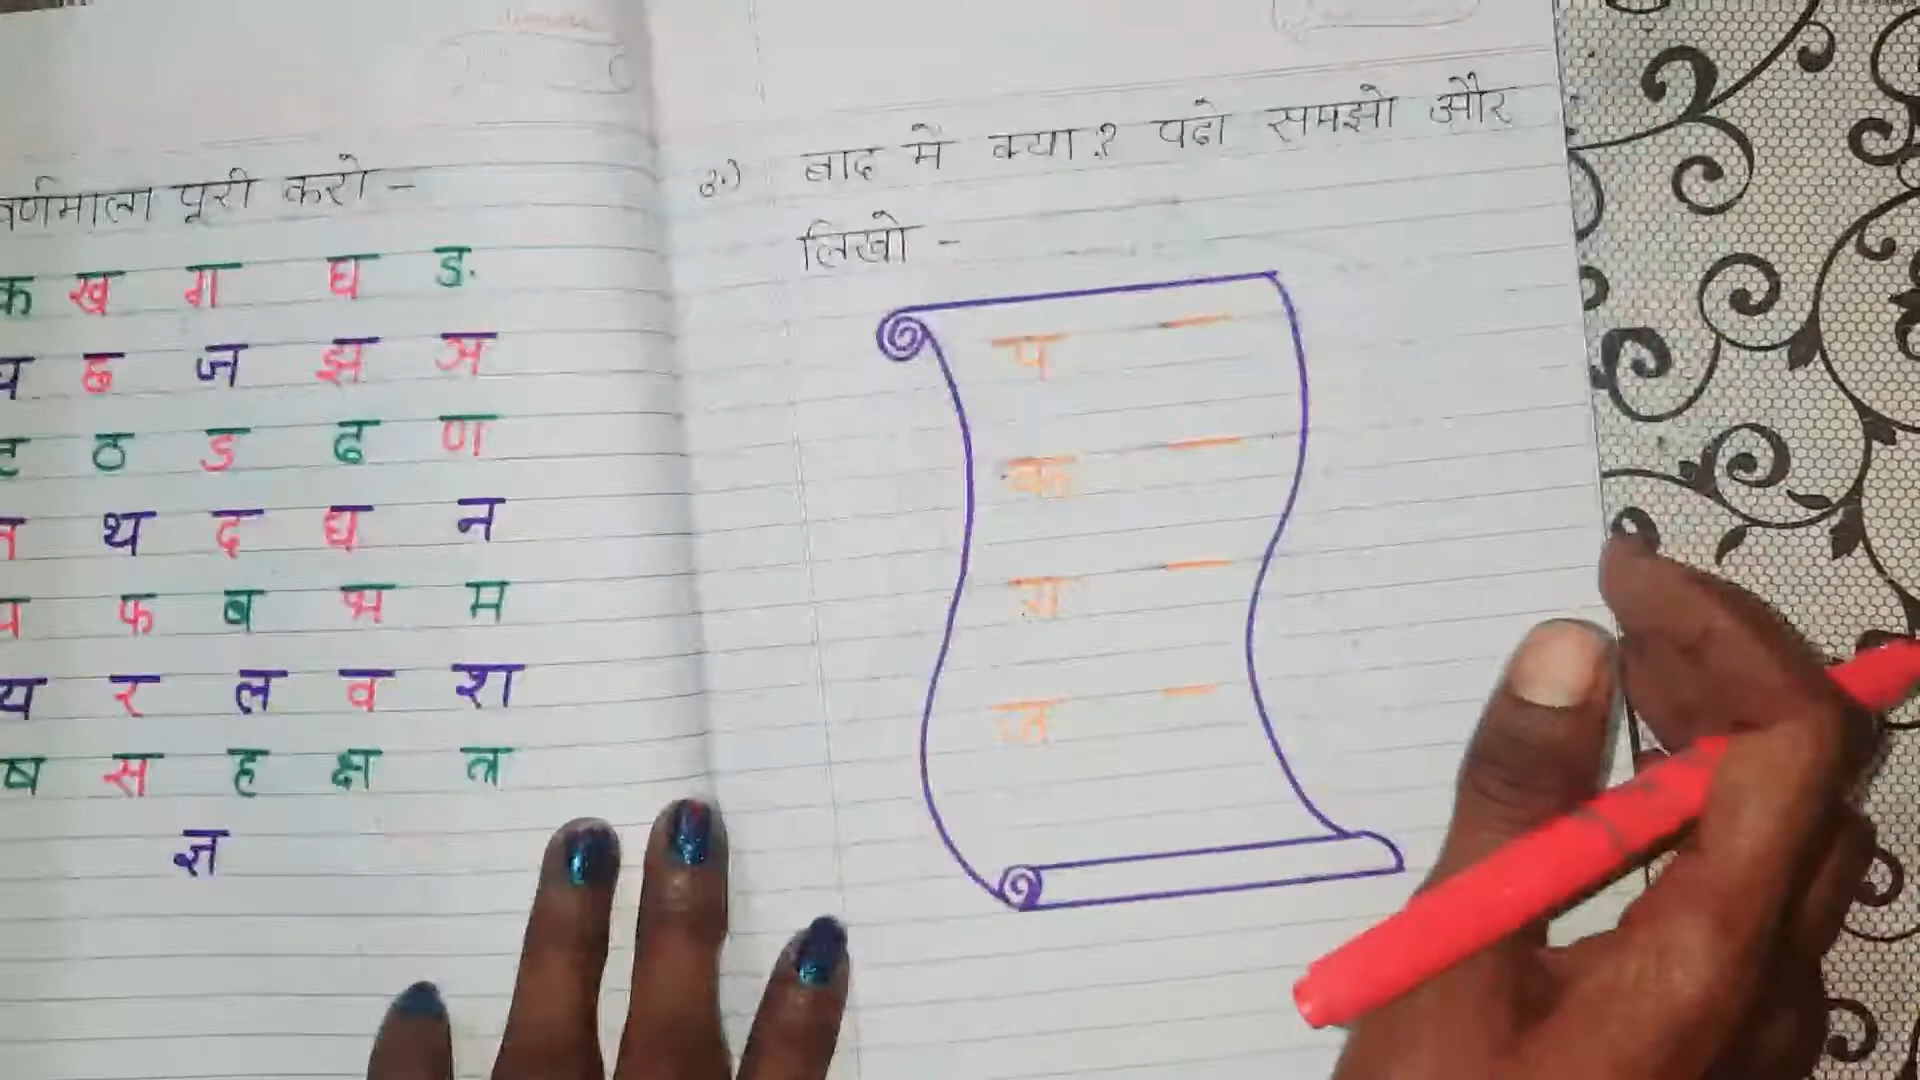 वर्णमाला पूरी करो -
क ख ग घ ङ
च छ ज झ ञ
ट ठ ड ढ ण
त थ द ध न
प फ ब भ म
य र ल व श
ष स ह क्ष त्र
ज्ञ
बाद में क्या? पढो समझो और
लिखो -
प _
क _
ग _
ज _